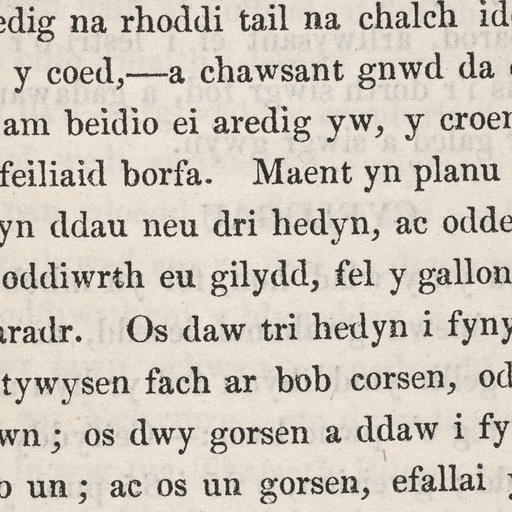 edig na rhoddi tail na chalch id
y coed,—a chawsant gnwd da
am beidio ei aredig yw, y croen
feiliaid borfa. Maent yn planu
yn ddau neu dri hedyn, ac odde
oddiwrth eu gilydd, fel y gallon
aradr. Os daw tri hedyn i fyny
tywysen fach ar bob corsen, od
wn; os dwy gorsen a ddaw i fy
b un; ac os un gorsen, efallai y